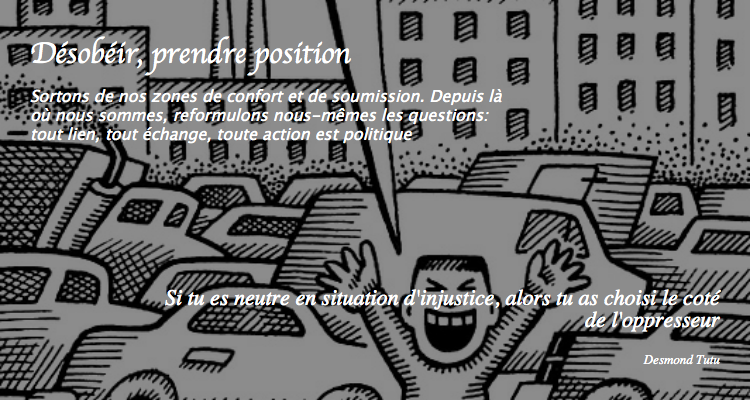 Désobéir, prendre position
Sortons de nos zones de confort et de soumission. Depuis là
où nous sommes, reformulons nous-mêmes les questions:
tout lien, tout échange, toute action est politique
Si tu es neutre en situation d'injustice, alors tu as choisi le coté
de l'oppresseur
Desmond Tutu